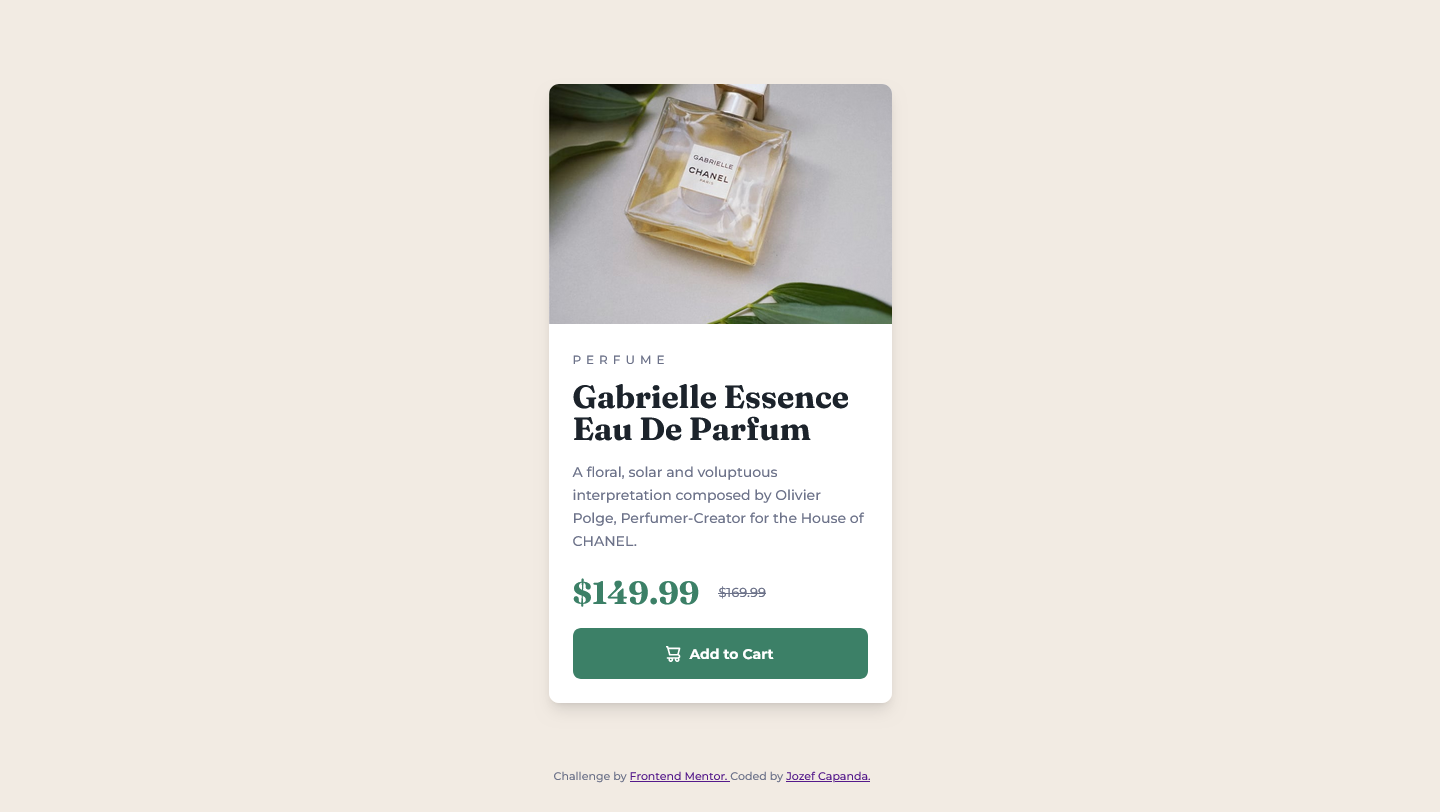 GABRIELLE
CHANEL
PARIS
PERFUME
Gabrielle Essence
Eau De Parfum
A floral, solar and voluptuous
interpretation composed by Olivier
Polge, Perfumer-Creator for the House of
CHANEL.
$149.99 $169.99
Add to Cart
Challenge by Frontend Mentor. Coded by Jozef Capanda.